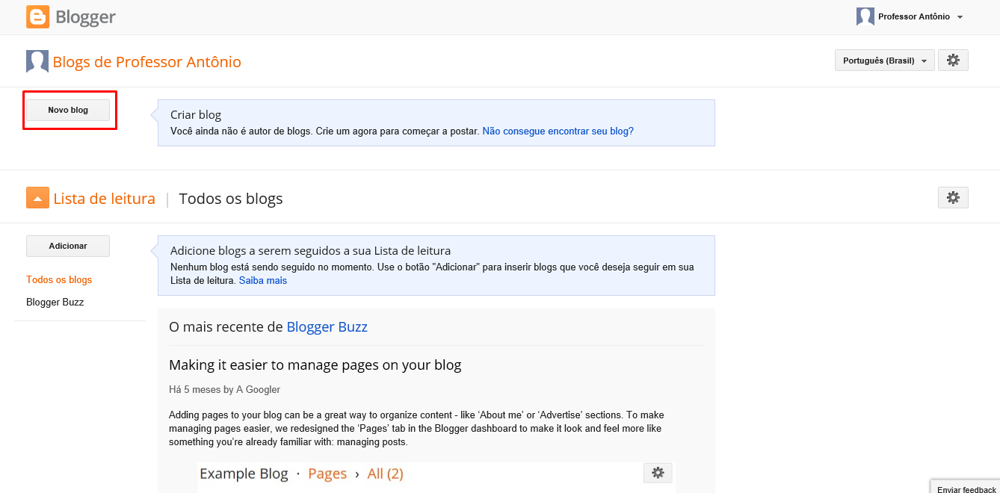 Blogger
Professor Antônio
Blogs de Professor Antônio
Português (Brasil)
Novo blog
Criar blog
Você ainda não é autor de blogs. Crie um agora para começar a postar. Não consegue encontrar seu blog?
Lista de leitura | Todos os blogs
Adicionar
Todos os blogs
Blogger Buzz
Adicione blogs a serem seguidos a sua Lista de leitura
Nenhum blog está sendo seguido no momento. Use o botão "Adicionar" para inserir blogs que você deseja seguir em sua
Lista de leitura. Saiba mais
O mais recente de Blogger Buzz
Making it easier to manage pages on your blog
Há 5 meses by A Googler
Adding pages to your blog can be a great way to organize content - like ‘About me’ or ‘Advertise’ sections. To make
managing pages easier, we redesigned the ‘Pages’ tab in the Blogger dashboard to make it look and feel more like
something you’re already familiar with: managing posts.
Example Blog · Pages › All (2)
Enviar feedback